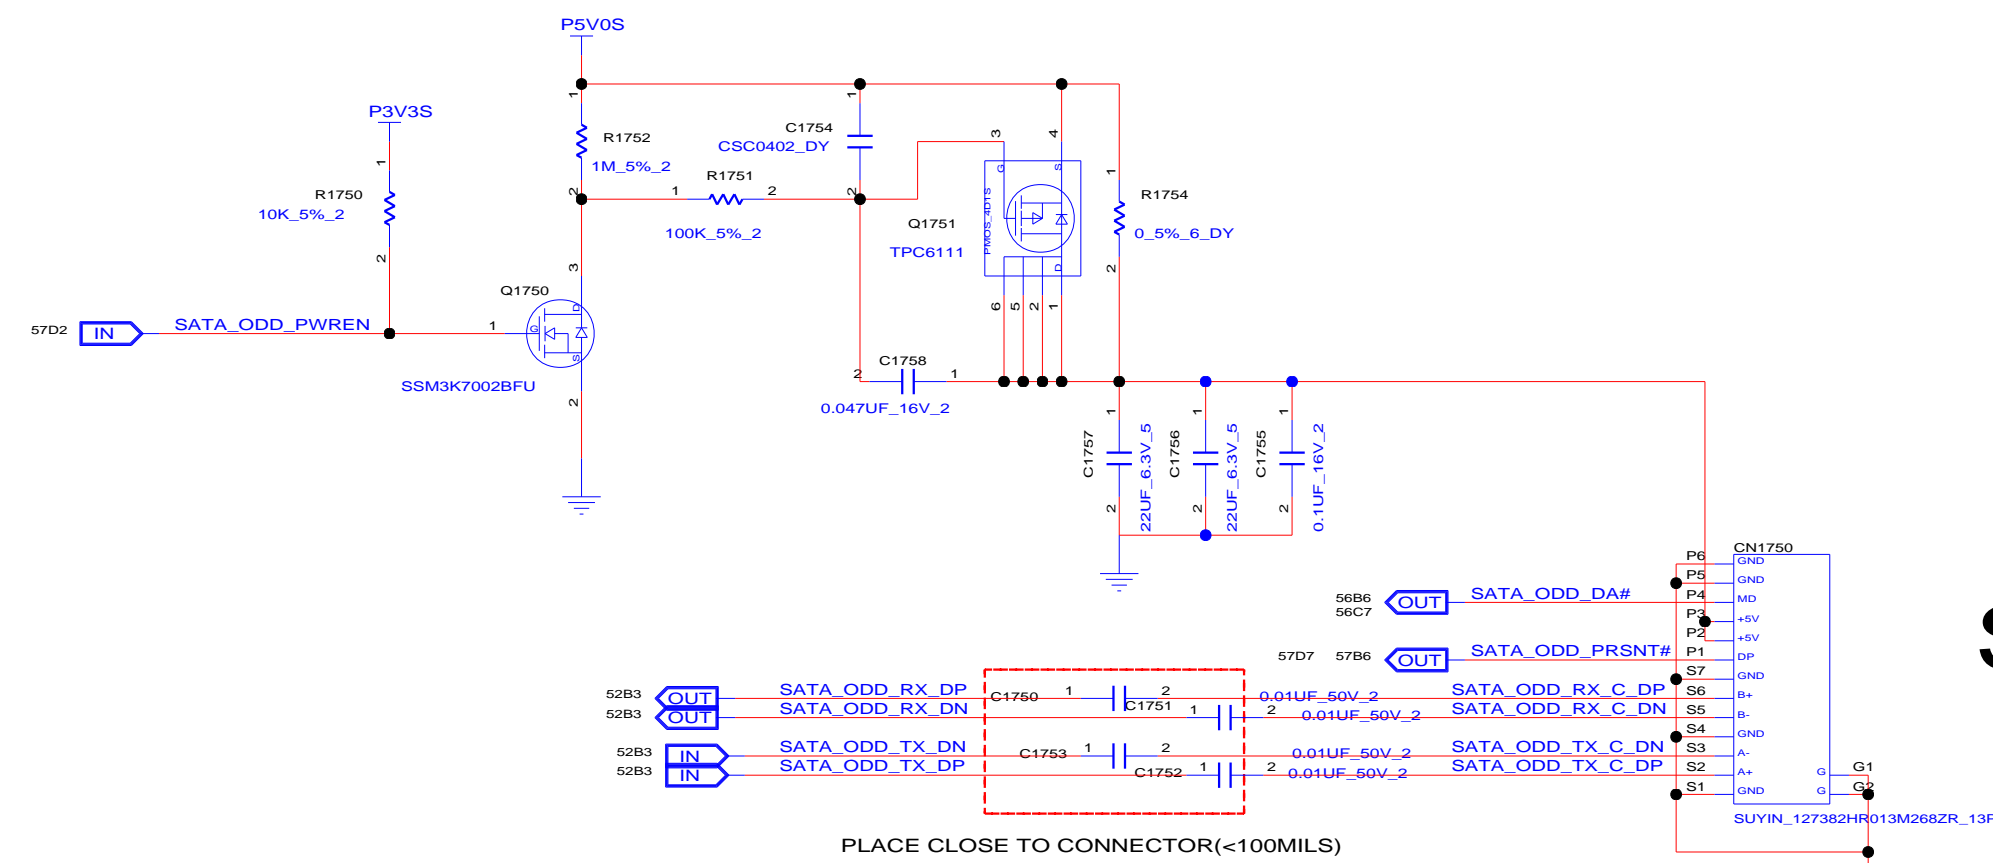 P5V0S
P3V3S
1
1
R1752
1M_5%_2
2
C1754
CSC0402_DY
1
2
3
4
G
S
1
R1750
10K_5%_2
2
R1751
1
2
100K_5%_2
Q1751
TPC6111
PMOS_4D1S
D
6
5
2
1
1
R1754
0_5%_6_DY
2
3
Q1750
57D2
IN
SATA_ODD_PWREN
1
G
D
S
SSM3K7002BFU
2
C1758
2
1
0.047UF_16V_2
1
C1757
22UF_6.3V_5
2
1
C1756
22UF_6.3V_5
2
1
C1755
0.1UF_16V_2
2
CN1750
P6
GND
P5
GND
56B6
56C7
OUT
SATA_ODD_DA#
P4
MD
P3
+5V
P2
+5V
57D7
57B6
OUT
SATA_ODD_PRSNT#
P1
DP
S7
GND
52B3
OUT
SATA_ODD_RX_DP
C1750
1
2
0.01UF_50V_2
SATA_ODD_RX_C_DP
S6
B+
52B3
OUT
SATA_ODD_RX_DN
C1751
1
2
0.01UF_50V_2
SATA_ODD_RX_C_DN
S5
B-
S4
GND
52B3
IN
SATA_ODD_TX_DN
C1753
1
2
0.01UF_50V_2
SATA_ODD_TX_C_DN
S3
A-
52B3
IN
SATA_ODD_TX_DP
C1752
1
2
0.01UF_50V_2
SATA_ODD_TX_C_DP
S2
A+
G
G1
S1
GND
G
G2
SUYIN_127382HR013M268ZR_13P
PLACE CLOSE TO CONNECTOR(<100MILS)